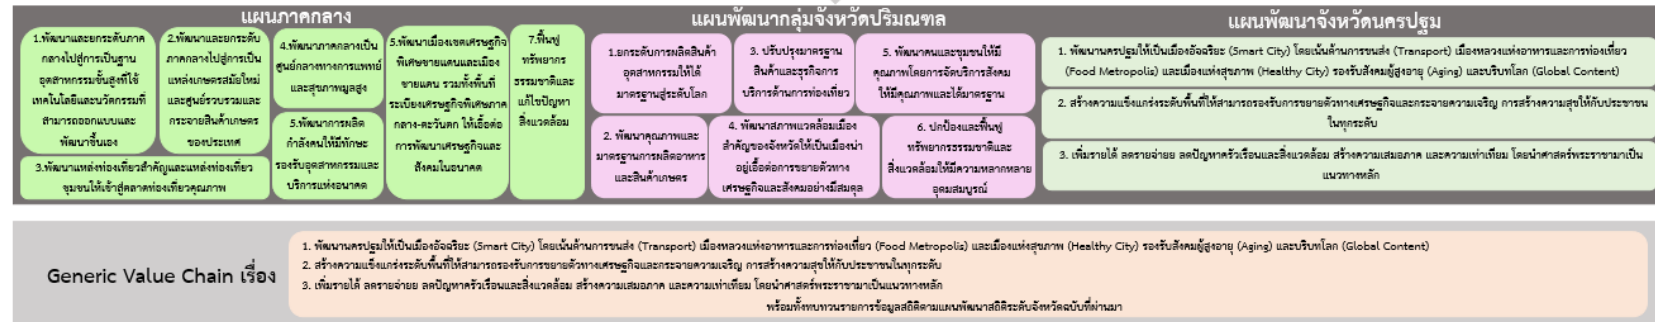 แผนภาคกลาง
1.พัฒนาและยกระดับภาค
กลางไปสู่การเป็นฐาน
อุตสาหกรรมขั้นสูงที่ใช้
เทคโนโลยีและนวัตกรรมที่
สามารถออกแบบและ
พัฒนาขึ้นเอง
2.พัฒนาและยกระดับ
ภาคกลางไปสู่การเป็น
แหล่งเกษตรสมัยใหม่
และศูนย์รวบรวมและ
กระจายสินค้าเกษตร
ของประเทศ
3.พัฒนาแหล่งท่องเที่ยวสำคัญและแหล่งท่องเที่ยว
ชุมชนให้เข้าสู่ตลาดท่องเที่ยวคุณภาพ
4.พัฒนาภาคกลางเป็น
ศูนย์กลางทางการแพทย์
และสุขภาพมูลสูง
5.พัฒนาการผลิต
กำลังคนให้มีทักษะ
รองรับอุตสาหกรรมและ
บริการแห่งอนาคต
5.พัฒนาเมืองเขตเศรษฐกิจ
พิเศษชายแดนและเมือง
ชายแดน รวมทั้งพื้นที่
ระเบียงเศรษฐกิจพิเศษภาค
กลาง-ตะวันตก ให้เอื้อต่อ
การพัฒนาเศรษฐกิจและ
สังคมในอนาคต
7.ฟื้นฟู
ทรัพยากร
ธรรมชาติและ
แก้ไขปัญหา
สิ่งแวดล้อม
แผนพัฒนากลุ่มจังหวัดปริมณฑล
1.ยกระดับการผลิตสินค้า
อุตสาหกรรมให้ได้
มาตรฐานสู่ระดับโลก
2. พัฒนาคุณภาพและ
มาตรฐานการผลิตอาหาร
และสินค้าเกษตร
3. ปรับปรุงมาตรฐาน
สินค้าและธุรกิจการ
บริการด้านการท่องเที่ยว
4. พัฒนาสภาพแวดล้อมเมือง
สำคัญของจังหวัดให้เป็นเมืองน่า
อยู่เอื้อต่อการขยายตัวทาง
เศรษฐกิจและสังคมอย่างมีสมดุล
5. พัฒนาคนและชุมชนให้มี
คุณภาพโดยการจัดบริการสังคม
ให้มีคุณภาพและได้มาตรฐาน
6. ปกป้องและฟื้นฟู
ทรัพยากรธรรมชาติและ
สิ่งแวดล้อมให้มีความหลากหลาย
อุดมสมบูรณ์
แผนพัฒนาจังหวัดนครปฐม
1. พัฒนานครปฐมให้เป็นเมืองอัจฉริยะ (Smart City) โดยเน้นด้านการขนส่ง (Transport) เมืองหลวงแห่งอาหารและการท่องเที่ยว
(Food Metropolis) และเมืองแห่งสุขภาพ (Healthy City) รองรับสังคมผู้สูงอายุ (Aging) และบริบทโลก (Global Content)
2. สร้างความแข็งแกร่งระดับพื้นที่ให้สามารถรองรับการขยายตัวทางเศรษฐกิจและกระจายความเจริญ การสร้างความสุขให้กับประชาชน
ในทุกระดับ
3. เพิ่มรายได้ ลดรายจ่าย ลดปัญหาครัวเรือนและสิ่งแวดล้อม สร้างความเสมอภาค และความเท่าเทียม โดยนำศาสตร์พระราชามาเป็น
แนวทางหลัก
Generic Value Chain เรื่อง
1. พัฒนานครปฐมให้เป็นเมืองอัจฉริยะ (Smart City) โดยเน้นด้านการขนส่ง (Transport) เมืองหลวงแห่งอาหารและการท่องเที่ยว (Food Metropolis) และเมืองแห่งสุขภาพ (Healthy City) รองรับสังคมผู้สูงอายุ (Aging) และบริบทโลก (Global Content)
2. สร้างความแข็งแกร่งระดับพื้นที่ให้สามารถรองรับการขยายตัวทางเศรษฐกิจและกระจายความเจริญ การสร้างความสุขให้กับประชาชนในทุกระดับ
3. เพิ่มรายได้ ลดรายจ่าย ลดปัญหาครัวเรือนและสิ่งแวดล้อม สร้างความเสมอภาค และความเท่าเทียม โดยนำศาสตร์พระราชามาเป็นแนวทางหลัก
พร้อมทั้งทบทวนรายการข้อมูลสถิติตามแผนพัฒนาสถิติระดับจังหวัดฉบับที่ผ่านมา